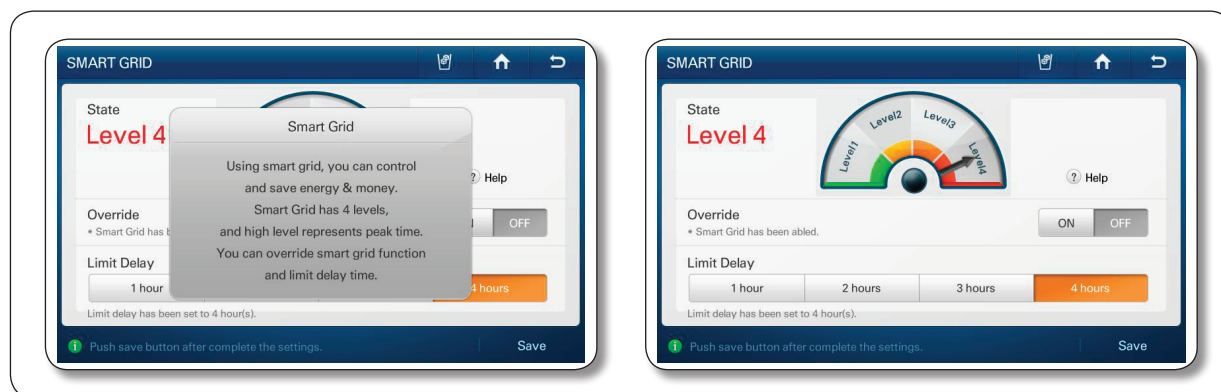 SMART GRID
State
Level 4
Smart Grid
Using smart grid, you can control
and save energy & money.
Smart Grid has 4 levels,
and high level represents peak time.
You can override smart grid function
and limit delay time.
? Help
Override
* Smart Grid has
OFF
Limit Delay
1 hour
4 hours
Limit delay has been set to 4 hour(s).
i Push save button after complete the settings.
Save
SMART GRID
State
Level 4
Level1
Level2
Level3
Level4
? Help
Override
* Smart Grid has been abled.
ON OFF
Limit Delay
1 hour 2 hours 3 hours 4 hours
Limit delay has been set to 4 hour(s).
i Push save button after complete the settings.
Save